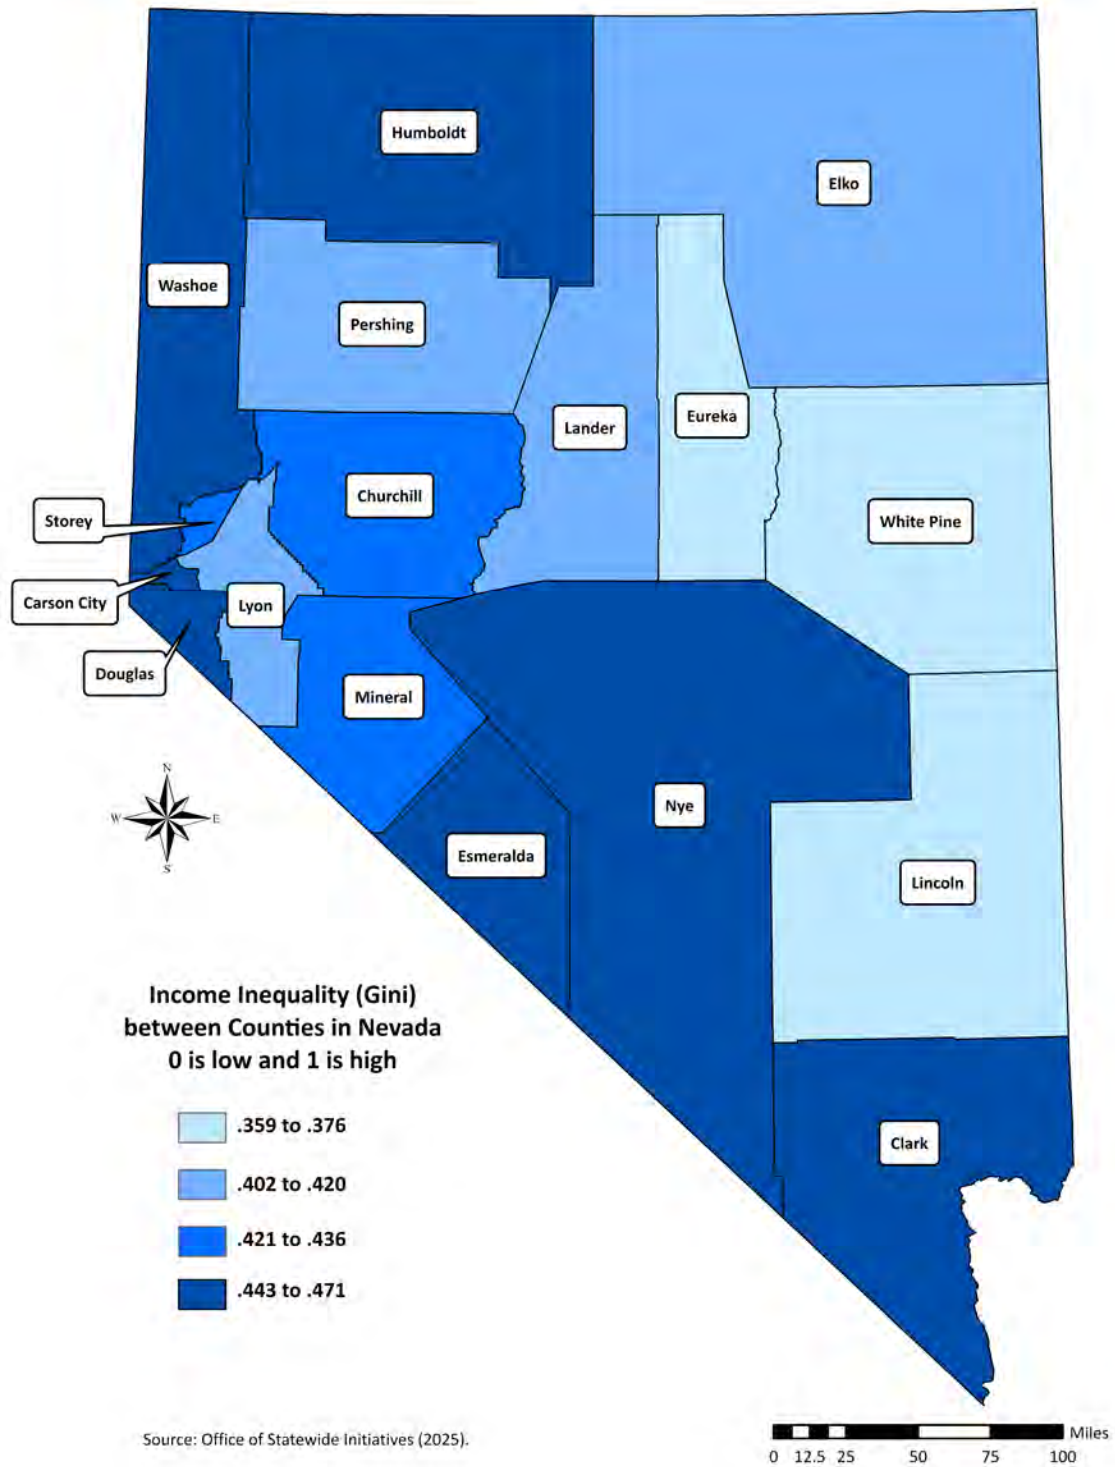 Humboldt
Elko
Washoe
Pershing
Eureka
Lander
Churchill
Storey
White Pine
Carson City
Lyon
Douglas
Mineral
N
W
E
S
Nye
Esmeralda
Lincoln
Income Inequality (Gini)
between Counties in Nevada
0 is low and 1 is high
.359 to .376
.402 to .420
.421 to .436
.443 to .471
Clark
Source: Office of Statewide Initiatives (2025).
Miles
0 12.5 25 50 75 100